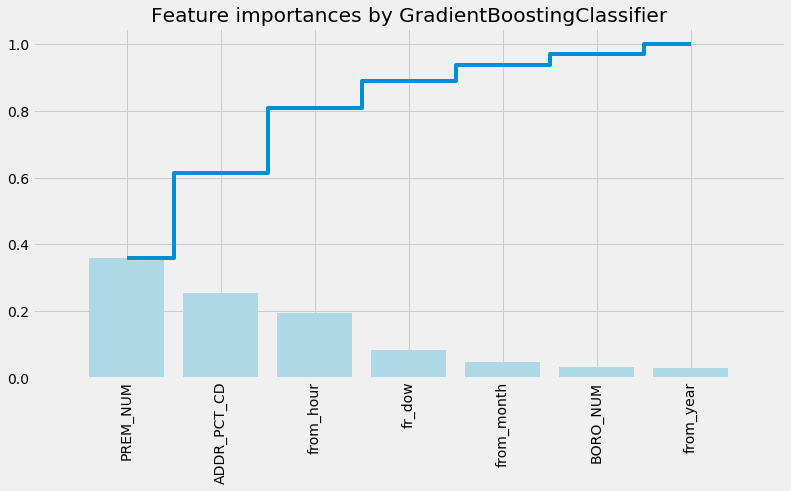 Feature importances by GradientBoostingClassifier
1.0
0.8
0.6
0.4
0.2
0.0
PREM_NUM
ADDR_PCT_CD
from_hour
fr_dow
from_month
BORO_NUM
from_year